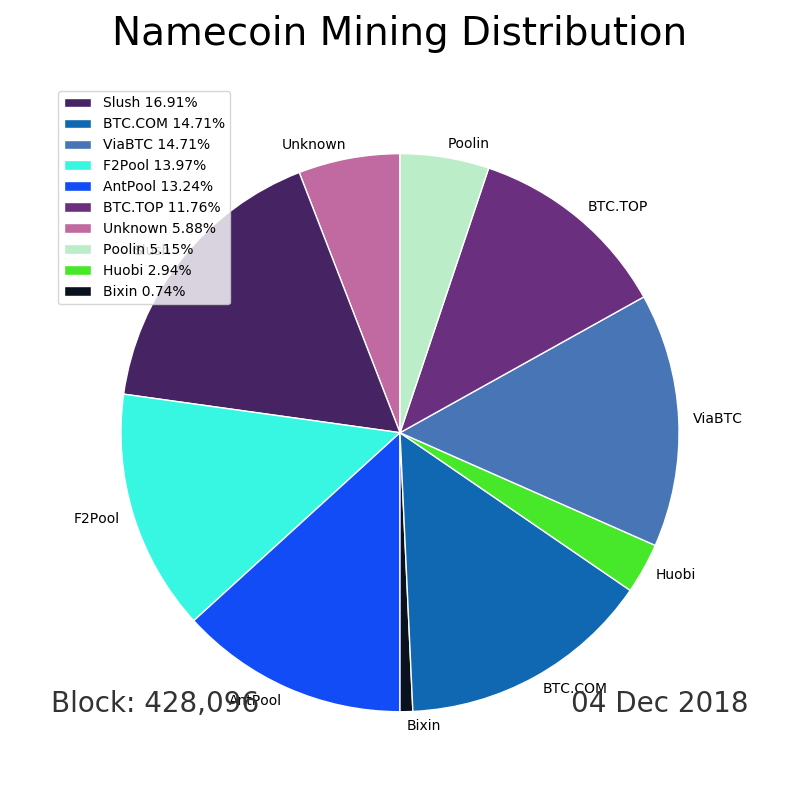 Namecoin Mining Distribution
Slush 16.91%
BTC.COM 14.71%
ViaBTC 14.71%
F2Pool 13.97%
AntPool 13.24%
BTC.TOP 11.76%
Unknown 5.88%
Poolin 5.15%
Huobi 2.94%
Bixin 0.74%
Unknown
Poolin
BTC.TOP
Slush
ViaBTC
F2Pool
Huobi
BTC.COM
AntPool
Block: 428,096
04 Dec 2018
Bixin